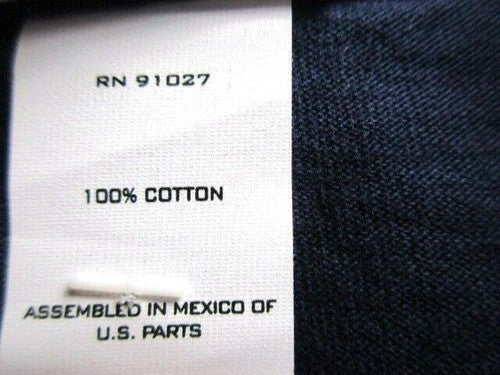 RN 91027
100% COTTON
ASSEMBLED IN MEXICO OF
U.S. PARTS